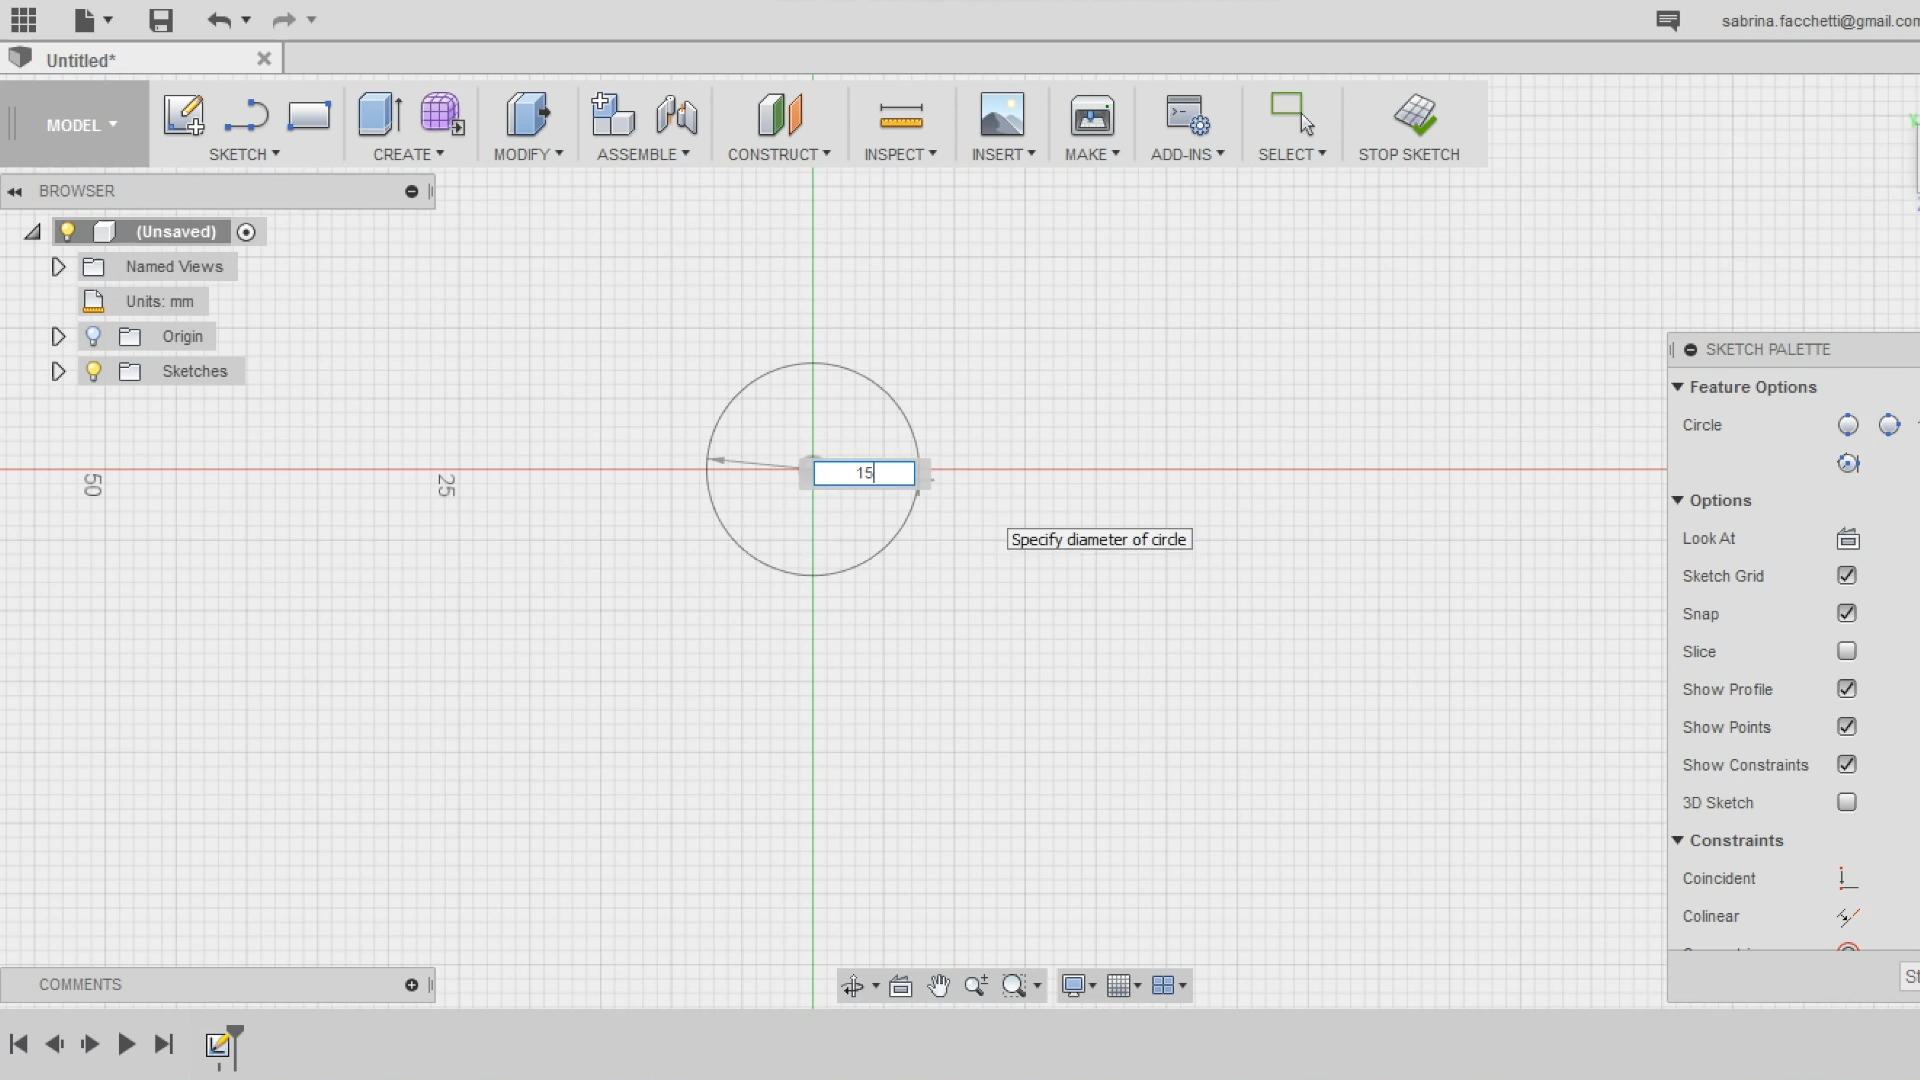 sabrina.facchetti@gmail.com
Untitled*
MODEL
SKETCH
CREATE
MODIFY
ASSEMBLE
CONSTRUCT
INSPECT
INSERT
MAKE
ADD-INS
SELECT
STOP SKETCH
BROWSER
(Unsaved)
Named Views
Units: mm
Origin
Sketches
50
25
15
Specify diameter of circle
SKETCH PALETTE
Feature Options
Circle
Options
Look At
Sketch Grid
Snap
Slice
Show Profile
Show Points
Show Constraints
3D Sketch
Constraints
Coincident
Colinear
COMMENTS